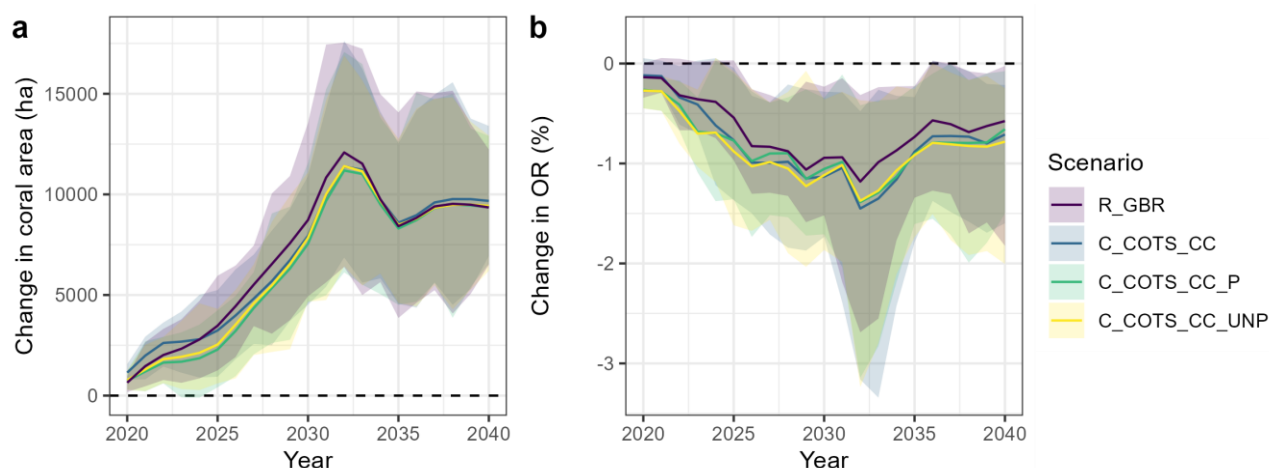 a
Change in coral area (ha)
15000
10000
5000
0
2020 2025 2030 2035 2040
Year
b
Change in OR (%)
0
-1
-2
-3
2020 2025 2030 2035 2040
Year
Scenario
R_GBR
C_COTS_CC
C_COTS_CC_P
C_COTS_CC_UNP